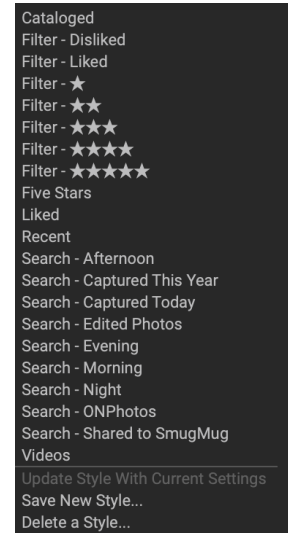 Cataloged
Filter - Disliked
Filter - Liked
Filter - ★
Filter - ★★
Filter - ★★★
Filter - ★★★★
Filter - ★★★★★
Five Stars
Liked
Recent
Search - Afternoon
Search - Captured This Year
Search - Captured Today
Search - Edited Photos
Search - Evening
Search - Morning
Search - Night
Search - ONPhotos
Search - Shared to SmugMug
Videos
Update Style With Current Settings
Save New Style...
Delete a Style...